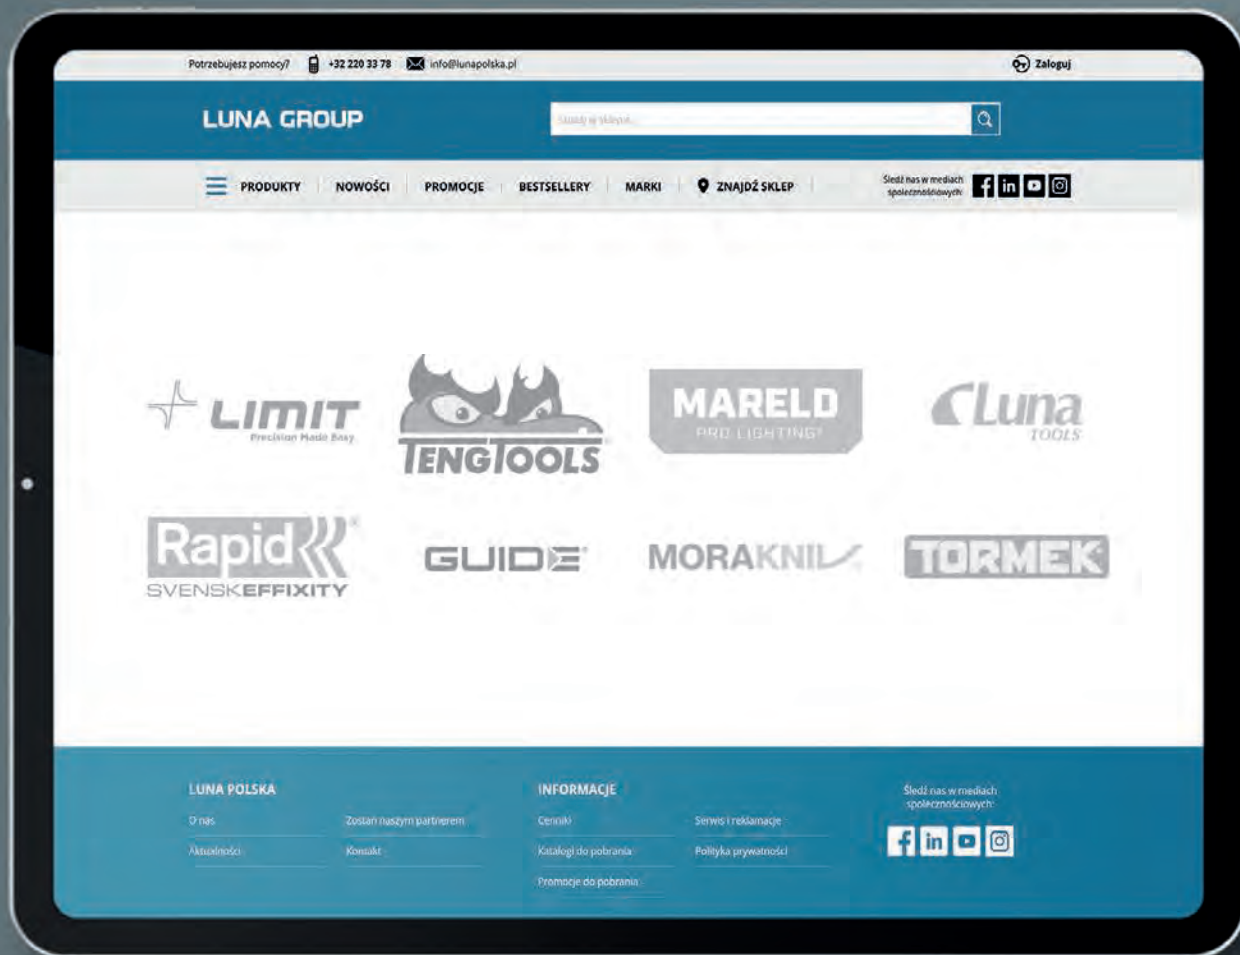 Potrzebujesz pomocy? +32 220 33 78 info@lunapolska.pl Zaloguj
LUNA GROUP
Szukaj w sklepie...
PRODUKTY NOWOŚCI PROMOCJE BESTSELLERY MARKI ZNAJDŹ SKLEP
Śledź nas w mediach
społecznościowych:
LIMIT
Precision Made Easy
TENGTOOLS
MARELD
PRO LIGHTING®
Luna
TOOLS
Rapid®
SVENSKEFFIXITY
GUIDE®
MORAKNIV
TORMEK
LUNA POLSKA
O nas Zostań naszym partnerem
Aktualności Kontakt
INFORMACJE
Cenniki Serwis i reklamacje
Katalogi do pobrania Polityka prywatności
Promocje do pobrania
Śledź nas w mediach
społecznościowych: